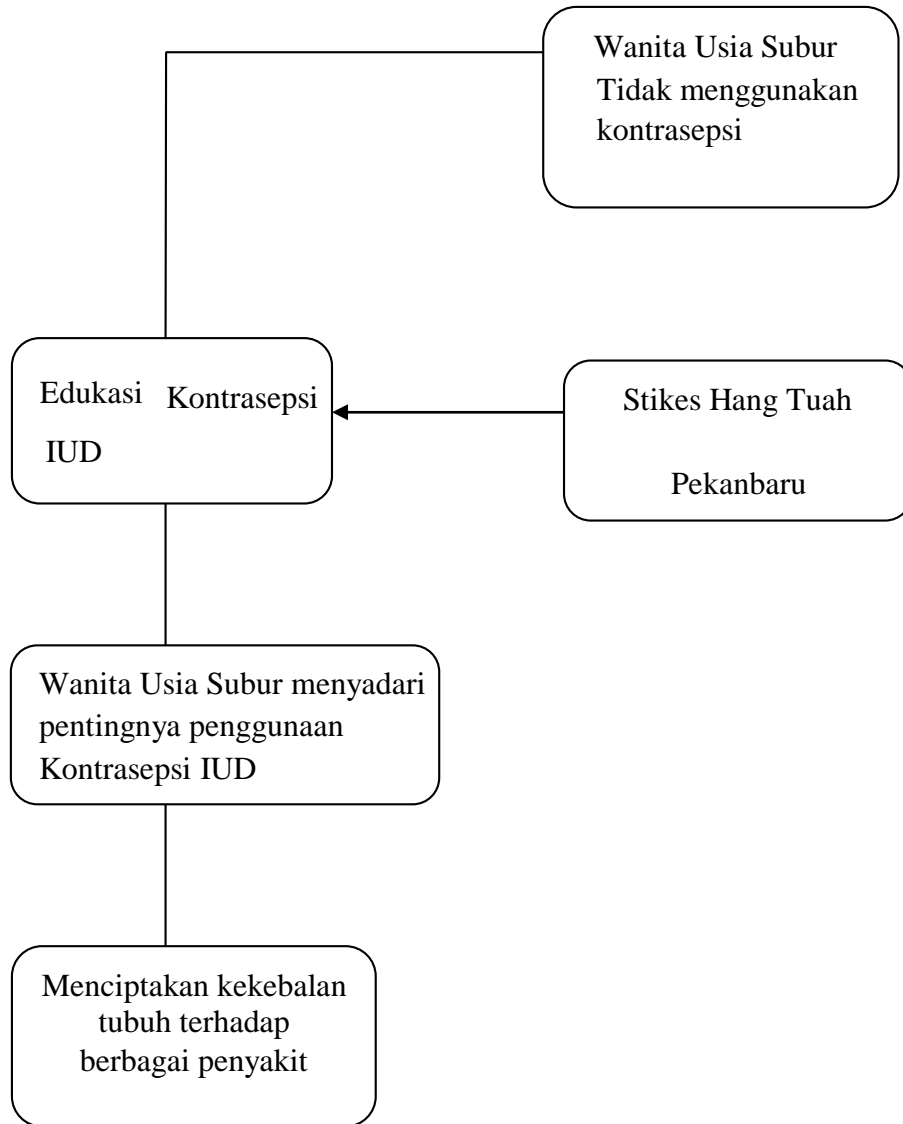 Wanita Usia Subur
Tidak menggunakan
kontrasepsi
Edukasi Kontrasepsi
IUD
Stikes Hang Tuah
Pekanbaru
Wanita Usia Subur menyadari
pentingnya penggunaan
Kontrasepsi IUD
Menciptakan kekebalan
tubuh terhadap
berbagai penyakit